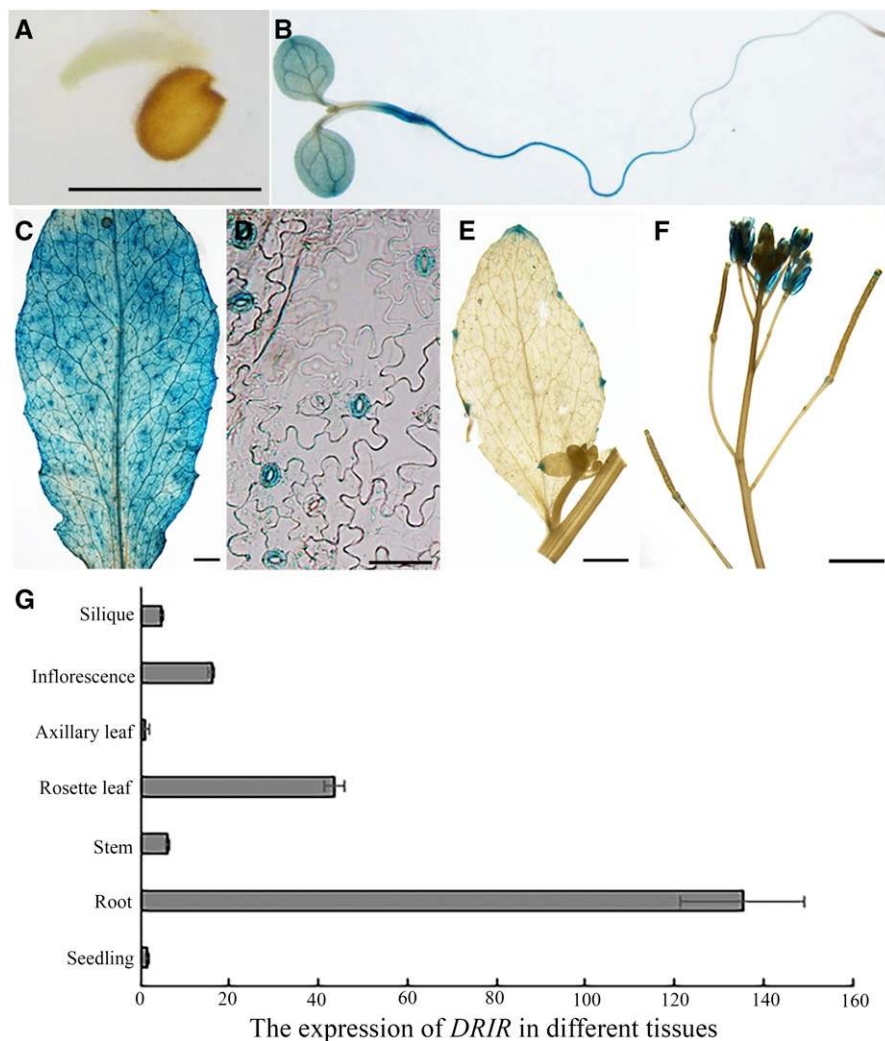 A
B
C
D
E
F
G
Silique
Inflorescence
Axillary leaf
Rosette leaf
Stem
Root
Seedling
0 20 40 60 80 100 120 140 160
The expression of DRIR in different tissues